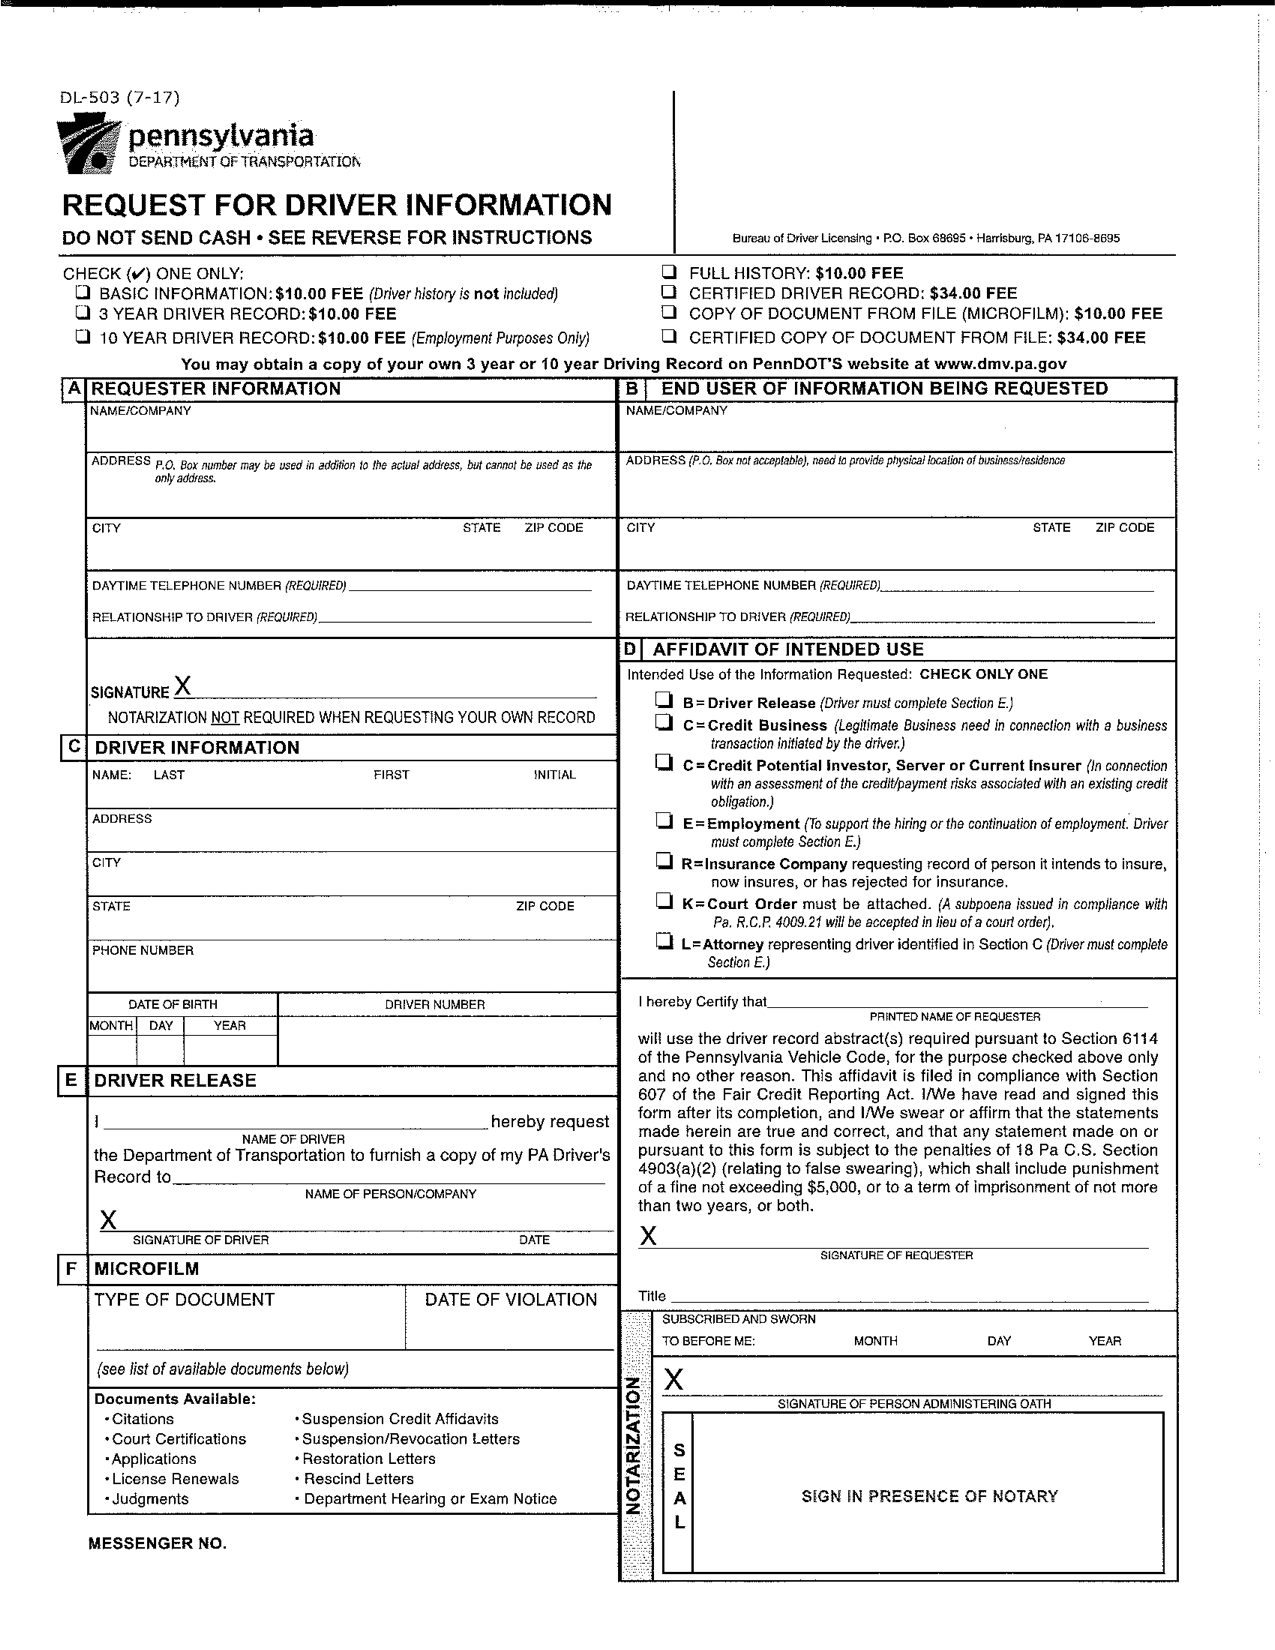 DL-503 (7-17)
pennsylvania
DEPARTMENT OF TRANSPORTATION
REQUEST FOR DRIVER INFORMATION
DO NOT SEND CASH • SEE REVERSE FOR INSTRUCTIONS
Bureau of Driver Licensing • P.O. Box 68695 • Harrisburg, PA 17106-8695
CHECK (✔) ONE ONLY:
❑ BASIC INFORMATION: $10.00 FEE (Driver history is not included)
❑ 3 YEAR DRIVER RECORD: $10.00 FEE
❑ 10 YEAR DRIVER RECORD: $10.00 FEE (Employment Purposes Only)
❑ FULL HISTORY: $10.00 FEE
❑ CERTIFIED DRIVER RECORD: $34.00 FEE
❑ COPY OF DOCUMENT FROM FILE (MICROFILM): $10.00 FEE
❑ CERTIFIED COPY OF DOCUMENT FROM FILE: $34.00 FEE
You may obtain a copy of your own 3 year or 10 year Driving Record on PennDOT'S website at www.dmv.pa.gov
A REQUESTER INFORMATION
NAME/COMPANY
ADDRESS P.O. Box number may be used in addition to the actual address, but cannot be used as the
only address.
CITY STATE ZIP CODE
DAYTIME TELEPHONE NUMBER (REQUIRED)
RELATIONSHIP TO DRIVER (REQUIRED)
SIGNATURE X
NOTARIZATION NOT REQUIRED WHEN REQUESTING YOUR OWN RECORD
B END USER OF INFORMATION BEING REQUESTED
NAME/COMPANY
ADDRESS (P.O. Box not acceptable), need to provide physical location of business/residence
CITY STATE ZIP CODE
DAYTIME TELEPHONE NUMBER (REQUIRED)
RELATIONSHIP TO DRIVER (REQUIRED)
C DRIVER INFORMATION
NAME: LAST FIRST INITIAL
ADDRESS
CITY
STATE ZIP CODE
PHONE NUMBER
DATE OF BIRTH DRIVER NUMBER
MONTH DAY YEAR
D AFFIDAVIT OF INTENDED USE
Intended Use of the Information Requested: CHECK ONLY ONE
❑ B=Driver Release (Driver must complete Section E.)
❑ C=Credit Business (Legitimate Business need in connection with a business
transaction initiated by the driver.)
❑ C=Credit Potential Investor, Server or Current Insurer (In connection
with an assessment of the credit/payment risks associated with an existing credit
obligation.)
❑ E=Employment (To support the hiring or the continuation of employment. Driver
must complete Section E.)
❑ R=Insurance Company requesting record of person it intends to insure,
now insures, or has rejected for insurance.
❑ K=Court Order must be attached. (A subpoena issued in compliance with
Pa. R.C.P. 4009.21 will be accepted in lieu of a court order).
❑ L=Attorney representing driver identified in Section C (Driver must complete
Section E.)
I hereby Certify that
PRINTED NAME OF REQUESTER
will use the driver record abstract(s) required pursuant to Section 6114
of the Pennsylvania Vehicle Code, for the purpose checked above only
and no other reason. This affidavit is filed in compliance with Section
607 of the Fair Credit Reporting Act. I/We have read and signed this
form after its completion, and I/We swear or affirm that the statements
made herein are true and correct, and that any statement made on or
pursuant to this form is subject to the penalties of 18 Pa C.S. Section
4903(a)(2) (relating to false swearing), which shall include punishment
of a fine not exceeding $5,000, or to a term of imprisonment of not more
than two years, or both.
X
SIGNATURE OF REQUESTER
Title
E DRIVER RELEASE
I hereby request
NAME OF DRIVER
the Department of Transportation to furnish a copy of my PA Driver's
Record to
NAME OF PERSON/COMPANY
X
SIGNATURE OF DRIVER DATE
F MICROFILM
TYPE OF DOCUMENT DATE OF VIOLATION
(see list of available documents below)
Documents Available:
• Citations
• Court Certifications
• Applications
• License Renewals
• Judgments
• Suspension Credit Affidavits
• Suspension/Revocation Letters
• Restoration Letters
• Rescind Letters
• Department Hearing or Exam Notice
MESSENGER NO.
NOTARIZATION
SUBSCRIBED AND SWORN
TO BEFORE ME: MONTH DAY YEAR
X
SIGNATURE OF PERSON ADMINISTERING OATH
SEAL
SIGN IN PRESENCE OF NOTARY